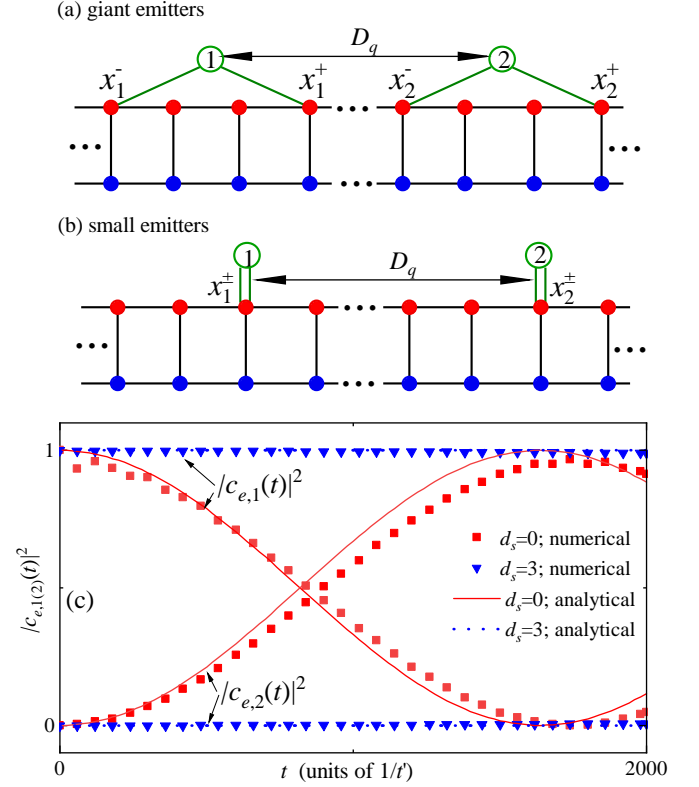 (a) giant emitters
1 D_q 2
x_1^- x_1^+ x_2^- x_2^+
(b) small emitters
1 D_q 2
x_1^± x_2^±
1
|c_{e,1}(t)|^2
d_s=0; numerical
d_s=3; numerical
d_s=0; analytical
d_s=3; analytical
(c)
|c_{e,1(2)}(t)|^2
|c_{e,2}(t)|^2
0
0 2000
t (units of 1/t')